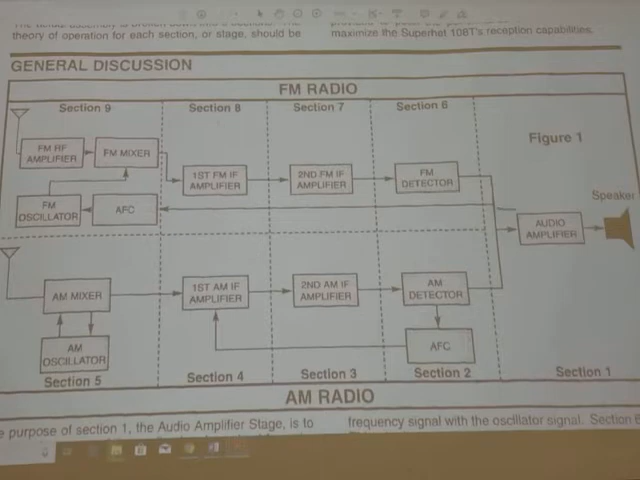 theory of operation for each section, or stage, should be
maximize the Superhet 108T's reception capabilities.
GENERAL DISCUSSION
FM RADIO
Section 9
Section 8
Section 7
Section 6
Figure 1
FM RF
AMPLIFIER
FM MIXER
1ST FM IF
AMPLIFIER
2ND FM IF
AMPLIFIER
FM
DETECTOR
FM
OSCILLATOR
AFC
Speaker
AUDIO
AMPLIFIER
AM MIXER
1ST AM IF
AMPLIFIER
2ND AM IF
AMPLIFIER
AM
DETECTOR
AM
OSCILLATOR
AFC
Section 5
Section 4
Section 3
Section 2
Section 1
AM RADIO
e purpose of section 1, the Audio Amplifier Stage, is to
frequency signal with the oscillator signal. Section 6